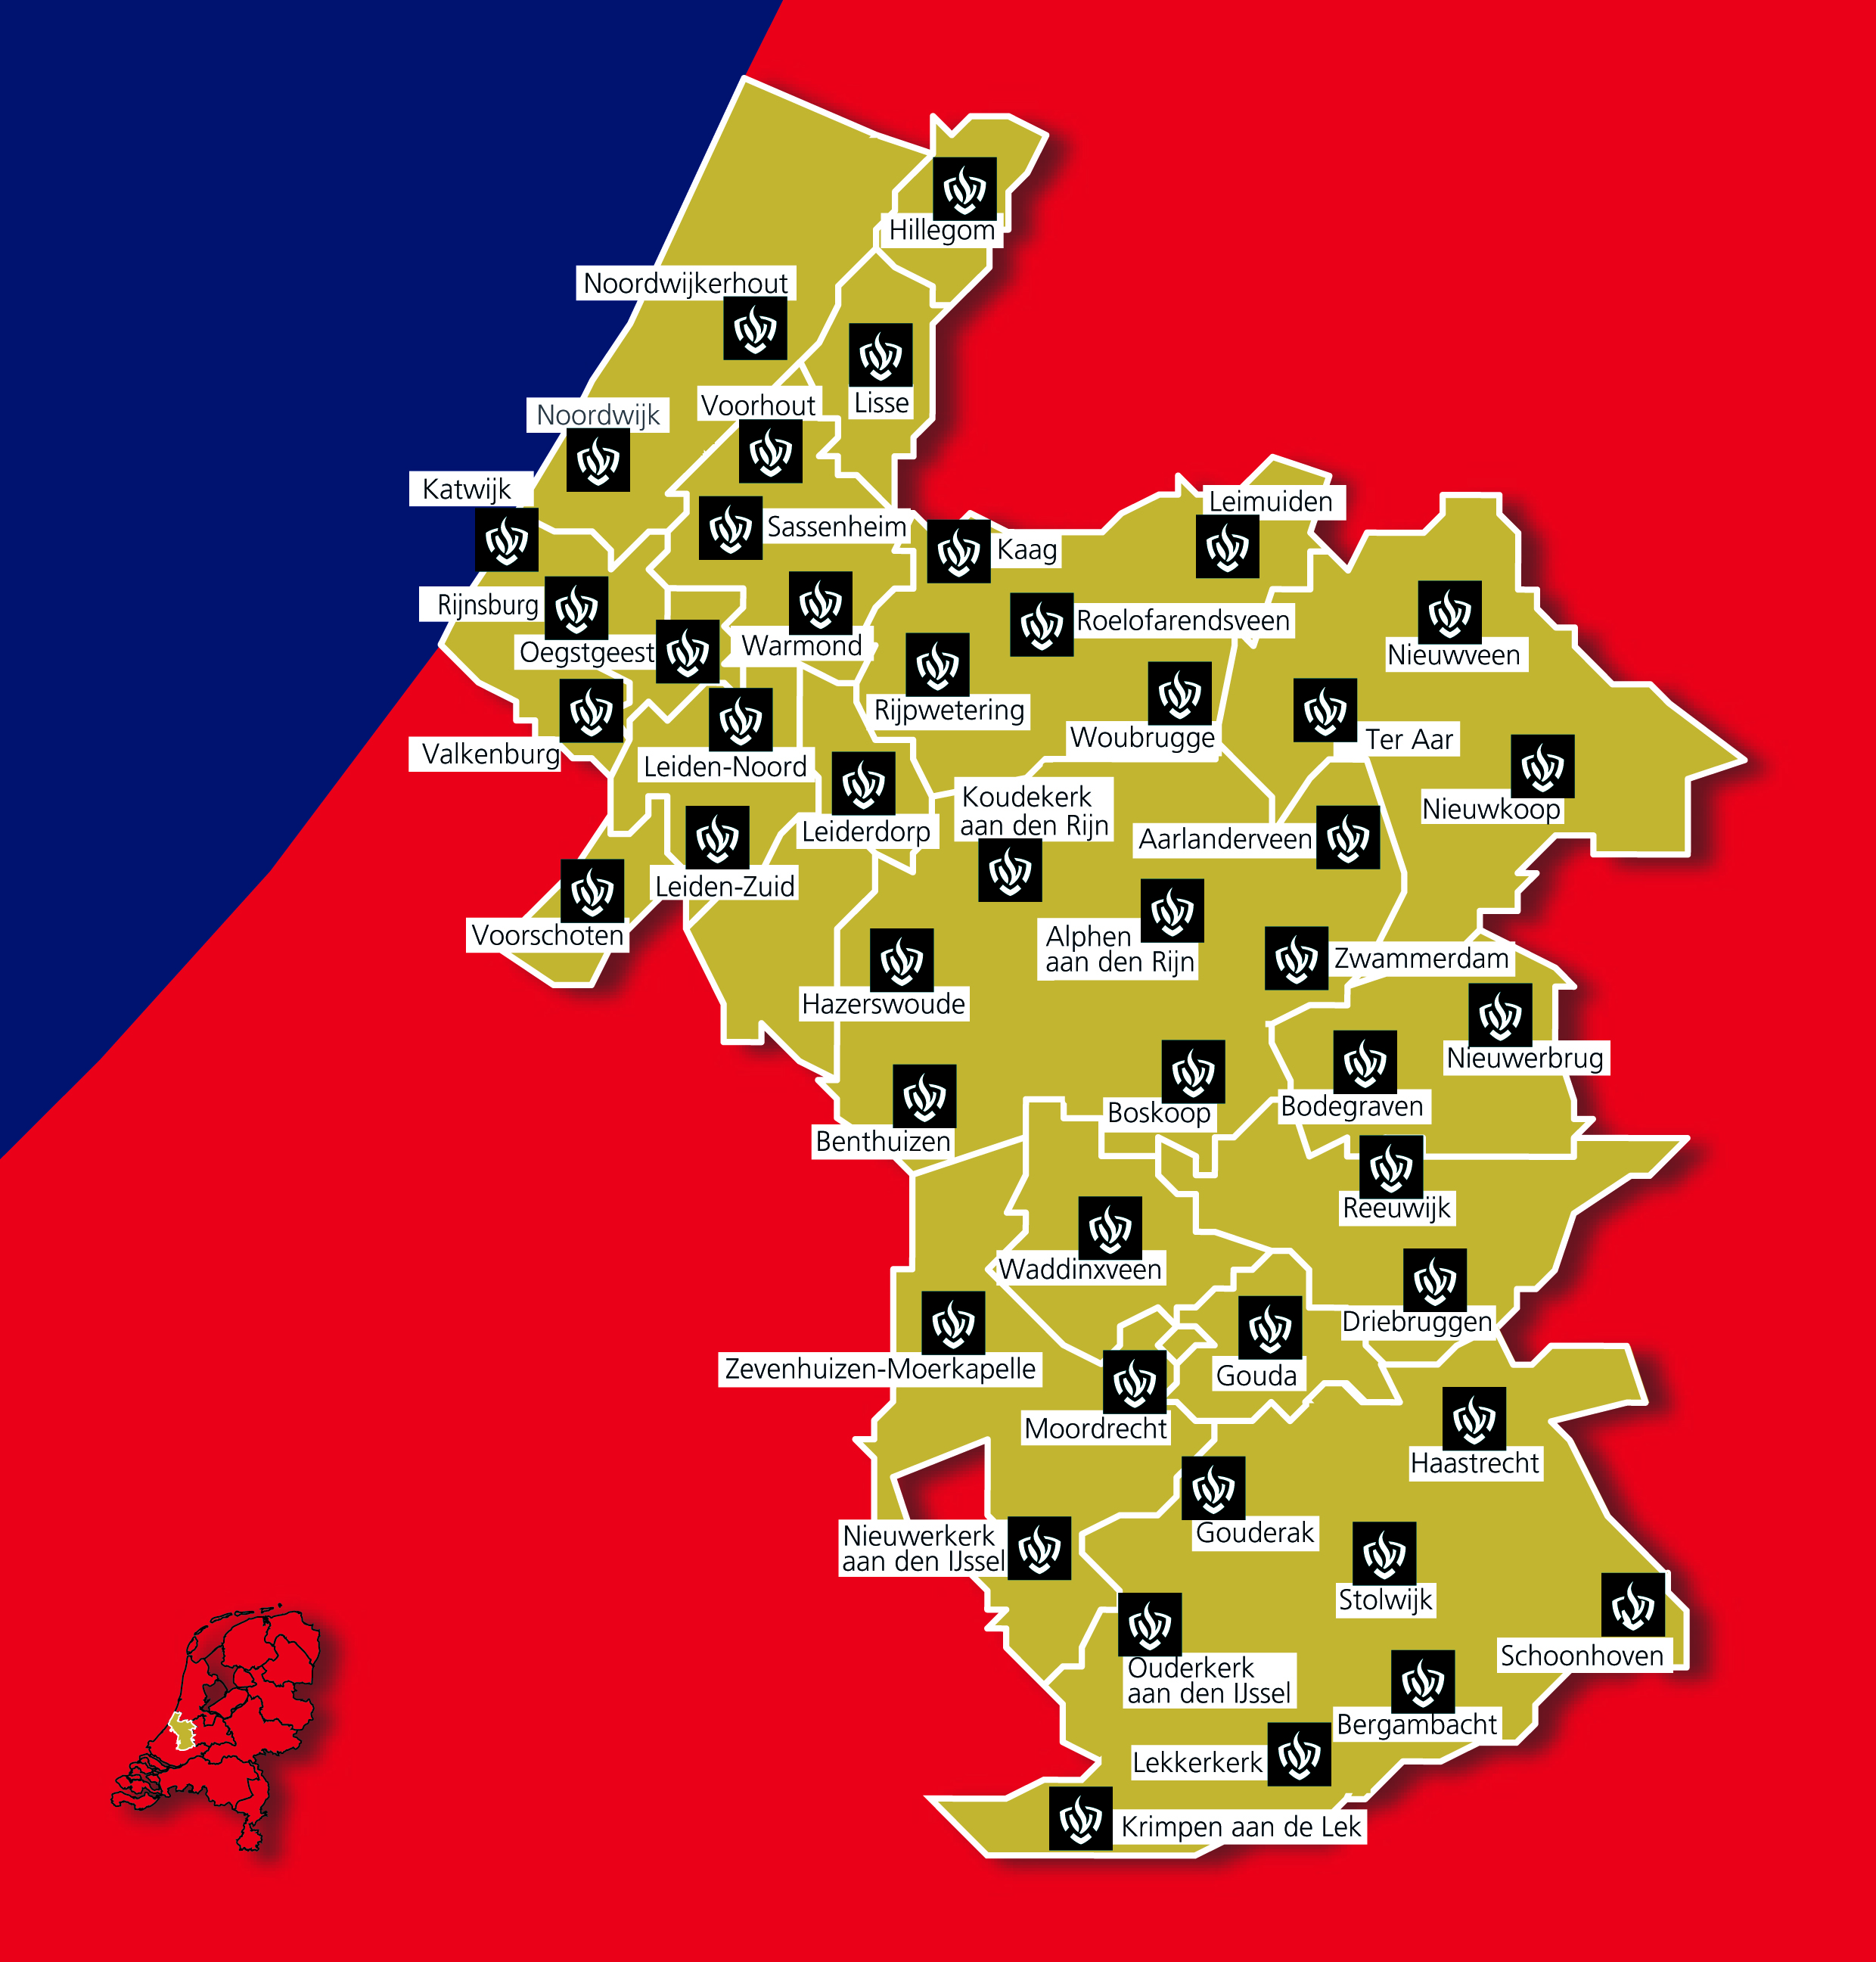 Hillegom
Noordwijkerhout
Voorhout
Lisse
Noordwijk
Katwijk
Leimuiden
Sassenheim
Kaag
Rijnsburg
Roelofarendsveen
Oegstgeest
Warmond
Nieuwveen
Rijpwetering
Woubrugge
Ter Aar
Valkenburg
Leiden-Noord
Koudekerk
aan den Rijn
Nieuwkoop
Leiderdorp
Aarlanderveen
Leiden-Zuid
Voorschoten
Alphen
aan den Rijn
Zwammerdam
Hazerswoude
Nieuwerbrug
Bodegraven
Boskoop
Benthuizen
Reeuwijk
Waddinxveen
Driebruggen
Zevenhuizen-Moerkapelle
Gouda
Moordrecht
Haastrecht
Gouderak
Nieuwerkerk
aan den IJssel
Stolwijk
Schoonhoven
Ouderkerk
aan den IJssel
Bergambacht
Lekkerkerk
Krimpen aan de Lek